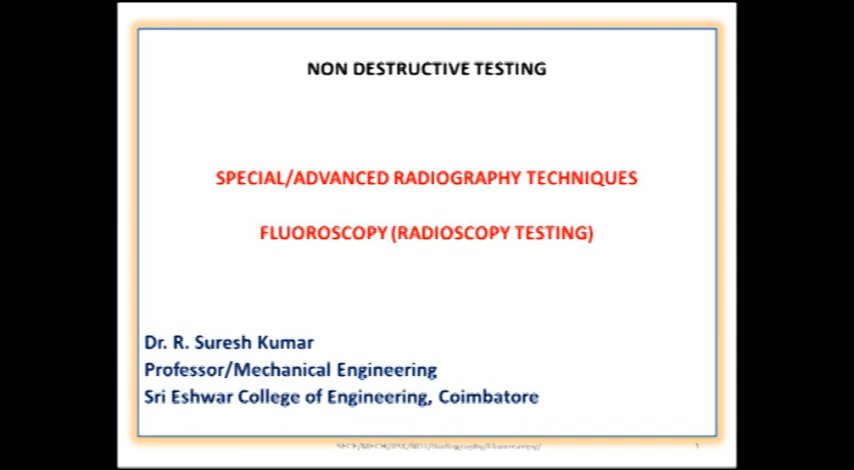 NON DESTRUCTIVE TESTING
SPECIAL/ADVANCED RADIOGRAPHY TECHNIQUES
FLUOROSCOPY (RADIOSCOPY TESTING)
Dr. R. Suresh Kumar
Professor/Mechanical Engineering
Sri Eshwar College of Engineering, Coimbatore
1